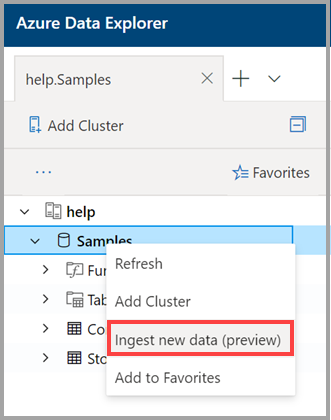 Azure Data Explorer
help.Samples
Add Cluster
...
Favorites
help
Samples
Refresh
Add Cluster
Ingest new data (preview)
Add to Favorites
Fu
Tab
Co
Sto